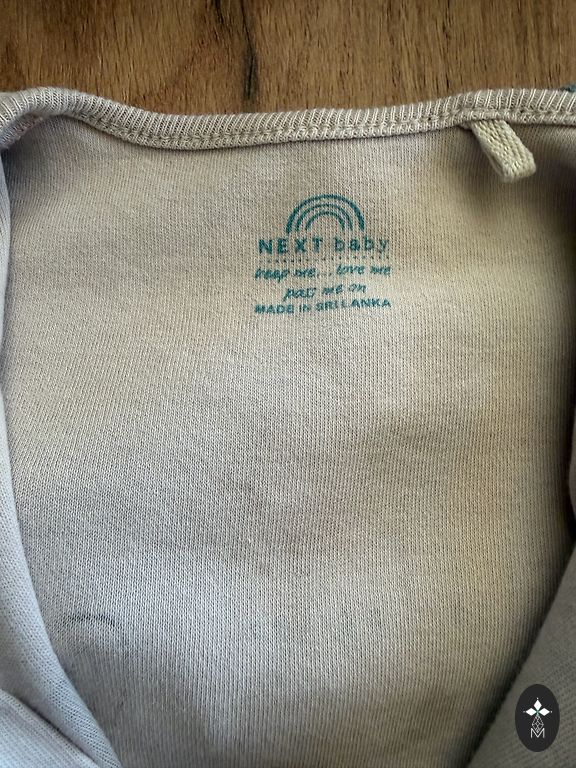 NEXT baby
keep me... love me
pass me on
MADE IN SRI LANKA
M